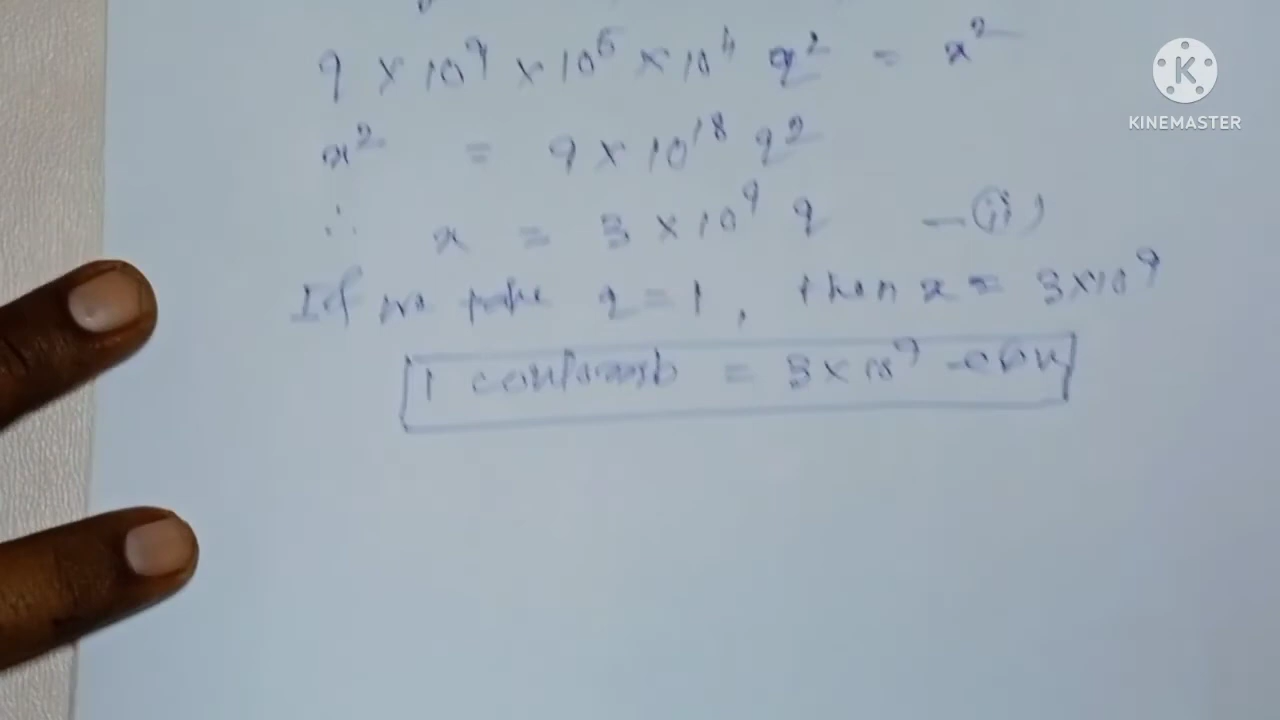 9 × 10⁹ × 10⁵ × 10⁴ q² = x²
x² = 9 × 10¹⁸ q²
∴ x = 3 × 10⁹ q —(ii)
If we take q = 1, then x = 3×10⁹
1 coulomb = 3×10⁹ esu
K
KINEMASTER